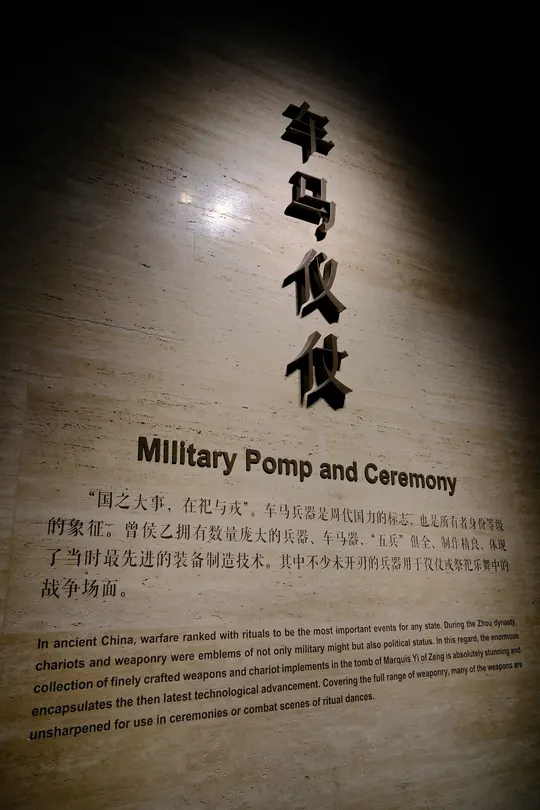 车马仪仗
MIlitary Pomp and Ceremony
“国之大事，在祀与戎”。车马兵器是周代国力的标志，也是所有者身份等级
的象征。曾侯乙拥有数量庞大的兵器、车马器，“五兵”俱全、制作精良，体现
了当时最先进的装备制造技术。其中不少未开刃的兵器用于仪仗或祭祀乐舞中的
战争场面。
In ancient China, warfare ranked with rituals to be the most important events for any state. During the Zhou dynasty,
chariots and weaponry were emblems of not only military might but also political status. In this regard, the enormous
collection of finely crafted weapons and chariot implements in the tomb of Marquis Yi of Zeng is absolutely stunning and
encapsulates the then latest technological advancement. Covering the full range of weaponry, many of the weapons are
unsharpened for use in ceremonies or combat scenes of ritual dances.